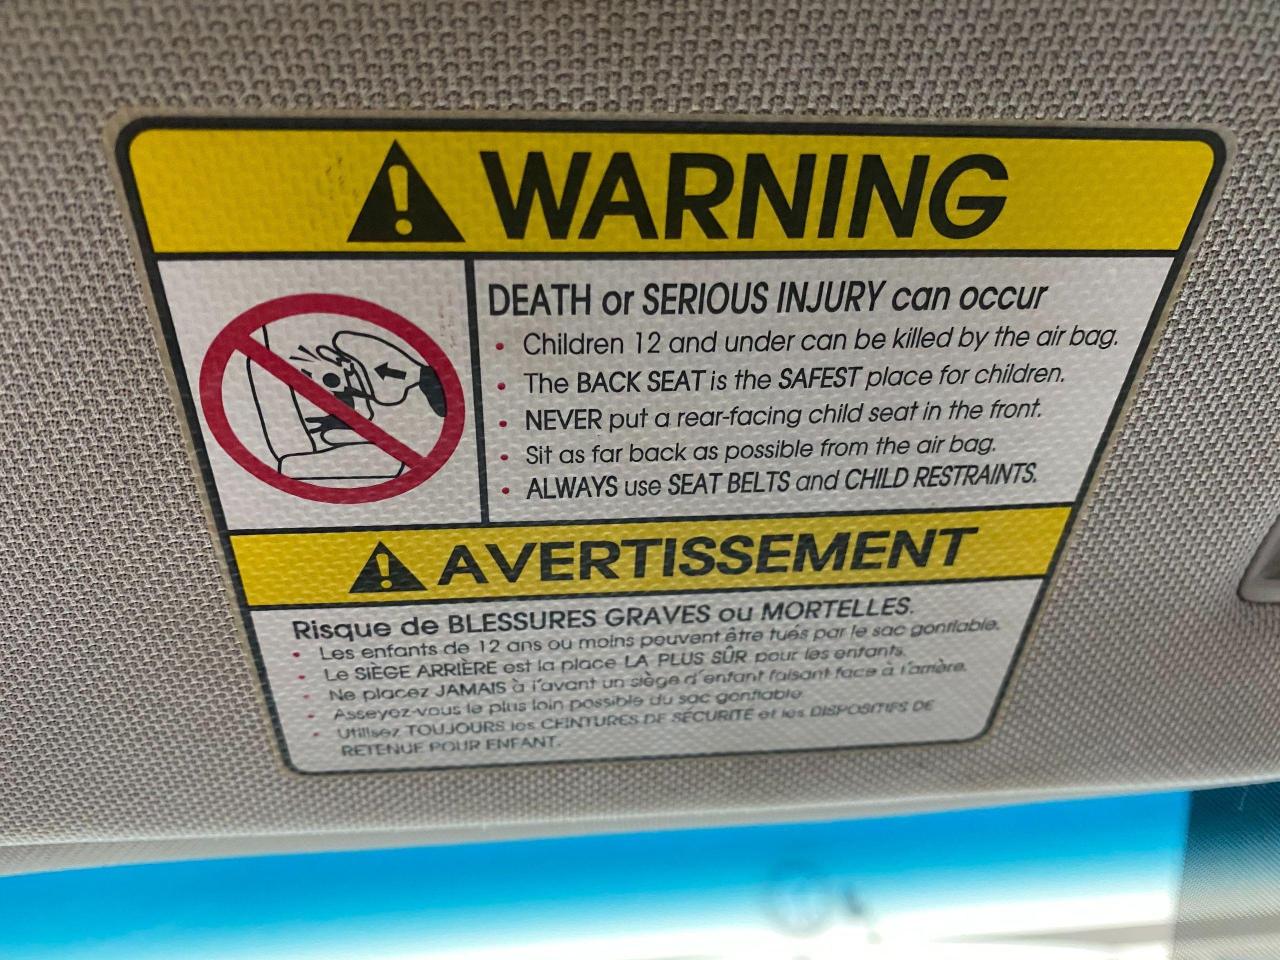 WARNING
DEATH or SERIOUS INJURY can occur
• Children 12 and under can be killed by the air bag.
• The BACK SEAT is the SAFEST place for children.
• NEVER put a rear-facing child seat in the front.
• Sit as far back as possible from the air bag.
• ALWAYS use SEAT BELTS and CHILD RESTRAINTS.
AVERTISSEMENT
Risque de BLESSURES GRAVES ou MORTELLES.
• Les enfants de 12 ans ou moins peuvent être tués par le sac gonflable.
• Le SIÈGE ARRIÈRE est la place LA PLUS SÛR pour les enfants.
• Ne placez JAMAIS à l'avant un siège d'enfant faisant face à l'arrière.
• Asseyez-vous le plus loin possible du sac gonflable
• Utilisez TOUJOURS les CEINTURES DE SÉCURITÉ et les DISPOSITIFS DE
RETENUE POUR ENFANT.